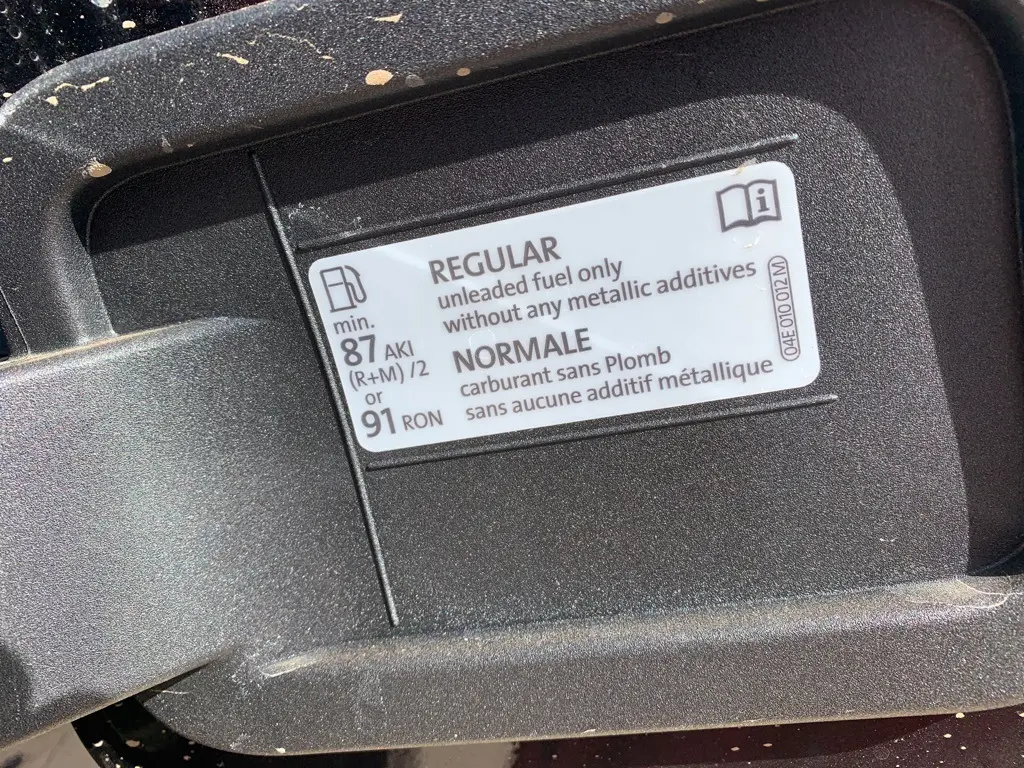 REGULAR
unleaded fuel only
without any metallic additives
NORMALE
carburant sans Plomb
sans aucune additif métallique
min.
87 AKI
(R+M) /2
or
91 RON
04E 010 012 M
i